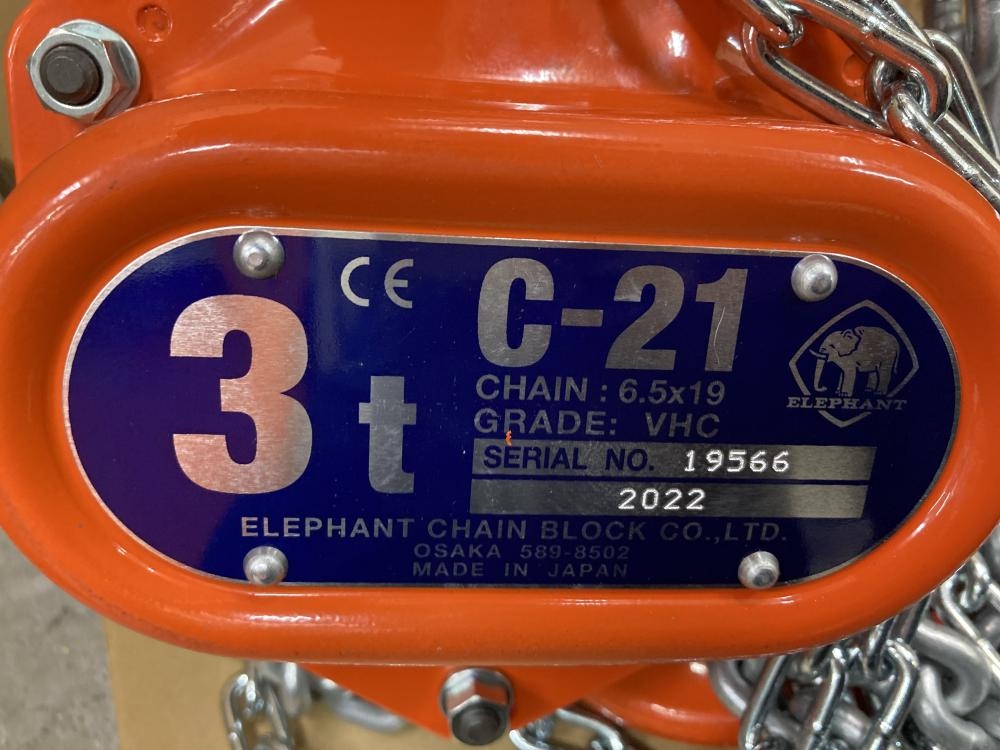 3 t
CE
C-21
CHAIN : 6.5x19
GRADE: VHC
SERIAL NO. 19566
2022
ELEPHANT
ELEPHANT CHAIN BLOCK CO.,LTD.
OSAKA 589-8502
MADE IN JAPAN